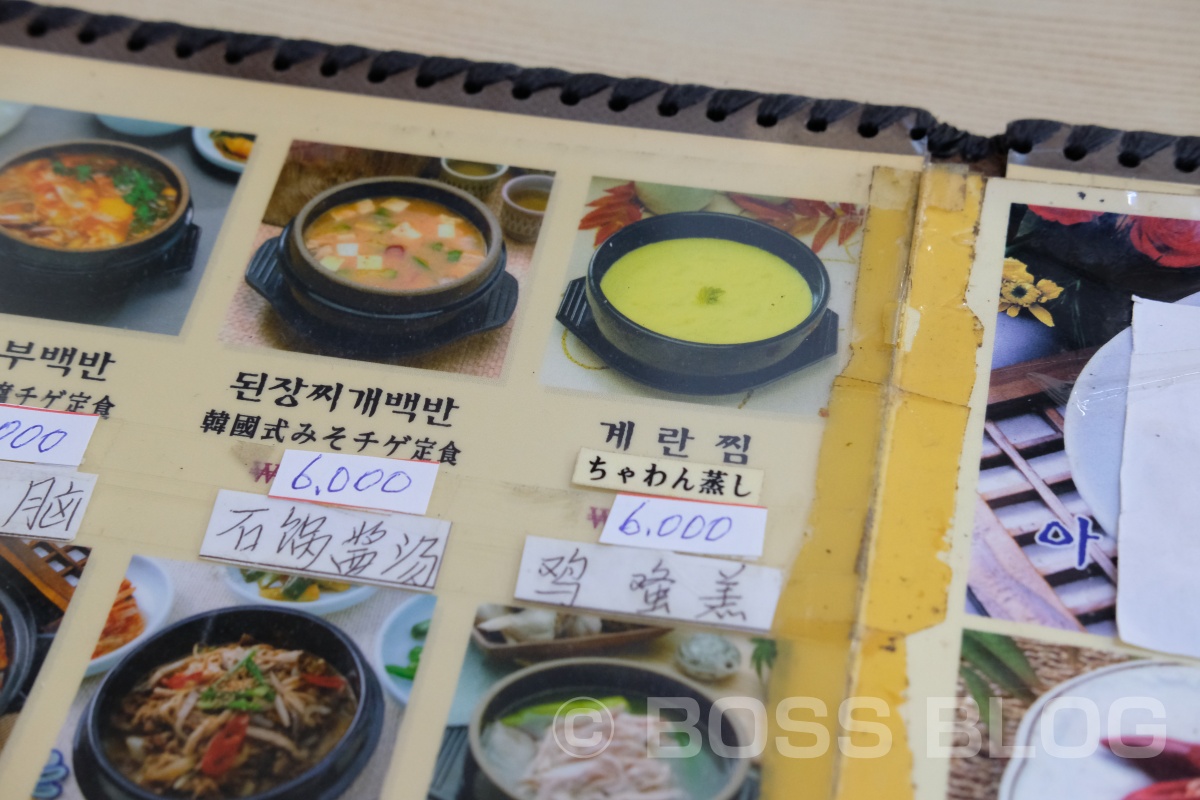 부백반
チゲ定食
000
脑
된장찌개백반
韓國式みそチゲ定食
₩
6,000
石锅酱汤
계란찜
ちゃわん蒸し
₩
6,000
鸡蛋羹
아
© BOSS BLOG